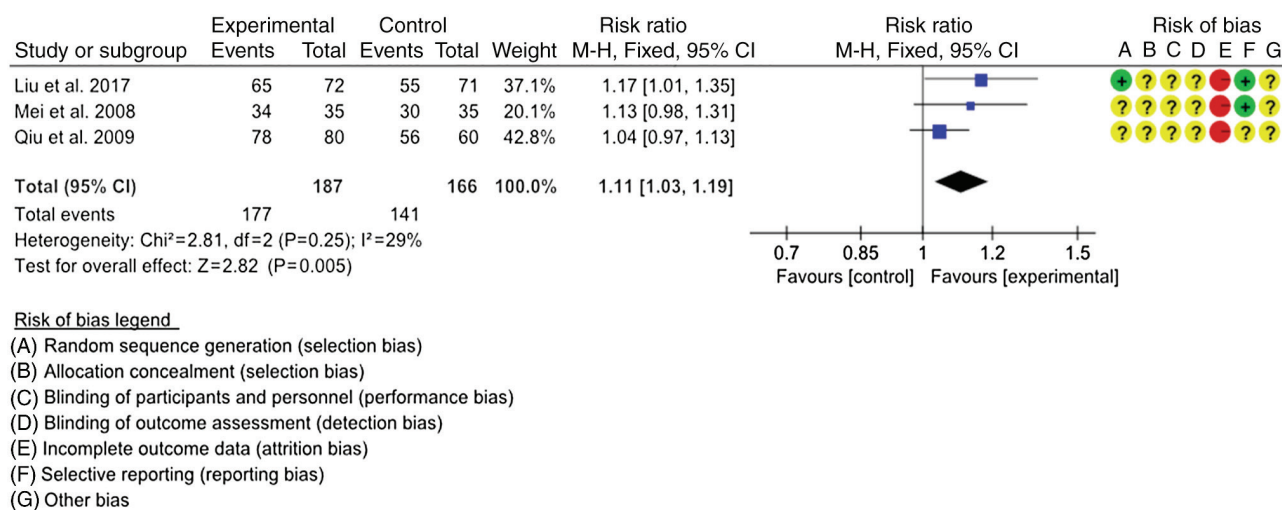 Experimental Control Risk ratio Risk ratio Risk of bias
Study or subgroup Events Total Events Total Weight M-H, Fixed, 95% CI M-H, Fixed, 95% CI A B C D E F G
Liu et al. 2017 65 72 55 71 37.1% 1.17 [1.01, 1.35] + ? ? ? - + ?
Mei et al. 2008 34 35 30 35 20.1% 1.13 [0.98, 1.31] ? ? ? ? - + ?
Qiu et al. 2009 78 80 56 60 42.8% 1.04 [0.97, 1.13] ? ? ? ? - ? ?
Total (95% CI) 187 166 100.0% 1.11 [1.03, 1.19]
Total events 177 141
Heterogeneity: Chi²=2.81, df=2 (P=0.25); I²=29%
Test for overall effect: Z=2.82 (P=0.005)
0.7 0.85 1 1.2 1.5
Favours [control] Favours [experimental]
Risk of bias legend
(A) Random sequence generation (selection bias)
(B) Allocation concealment (selection bias)
(C) Blinding of participants and personnel (performance bias)
(D) Blinding of outcome assessment (detection bias)
(E) Incomplete outcome data (attrition bias)
(F) Selective reporting (reporting bias)
(G) Other bias